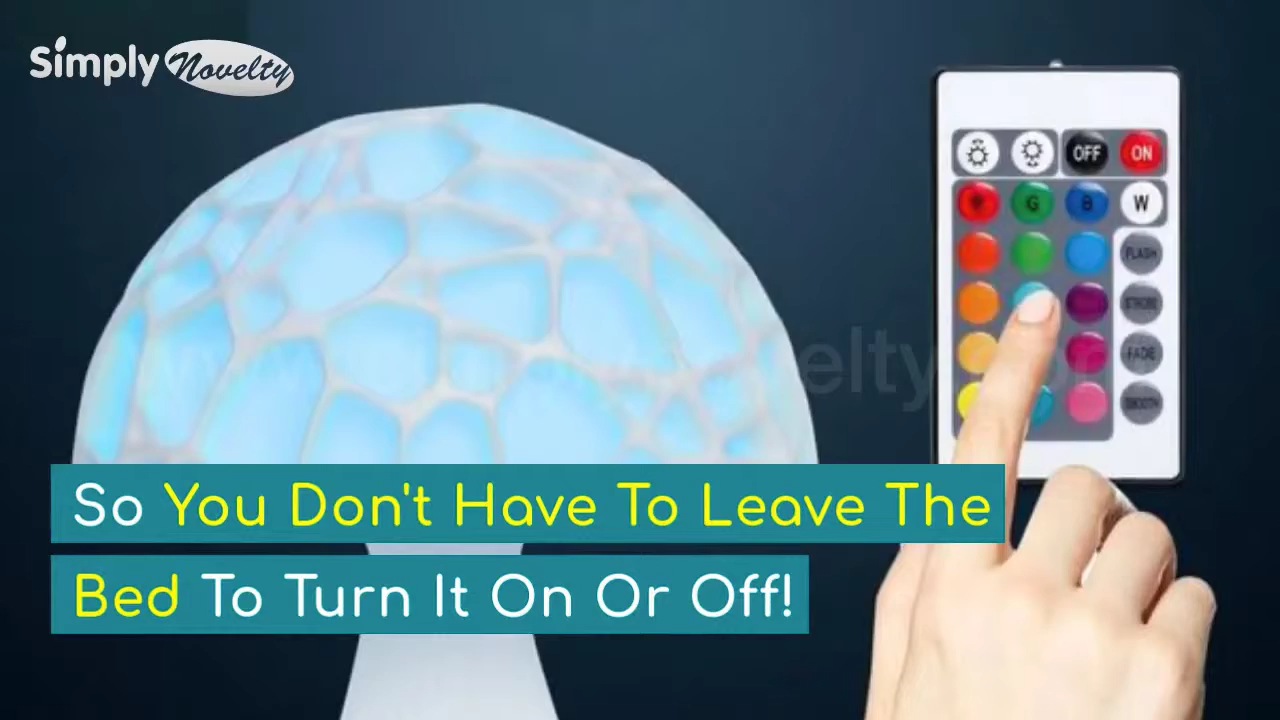 Simply Novelty
OFF ON
G B W
FLASH
STROBE
FADE
SMOOTH
So You Don't Have To Leave The
Bed To Turn It On Or Off!